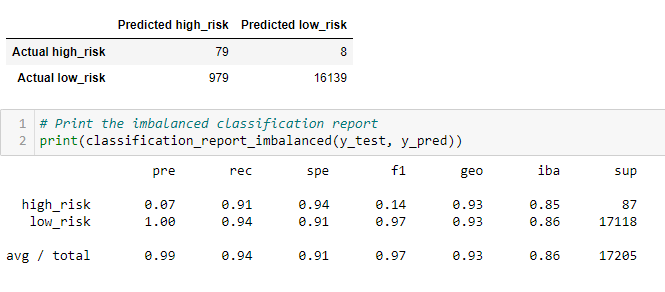 Predicted high_risk Predicted low_risk
Actual high_risk 79 8
Actual low_risk 979 16139
1 # Print the imbalanced classification report
2 print(classification_report_imbalanced(y_test, y_pred))
pre rec spe f1 geo iba sup
high_risk 0.07 0.91 0.94 0.14 0.93 0.85 87
low_risk 1.00 0.94 0.91 0.97 0.93 0.86 17118
avg / total 0.99 0.94 0.91 0.97 0.93 0.86 17205